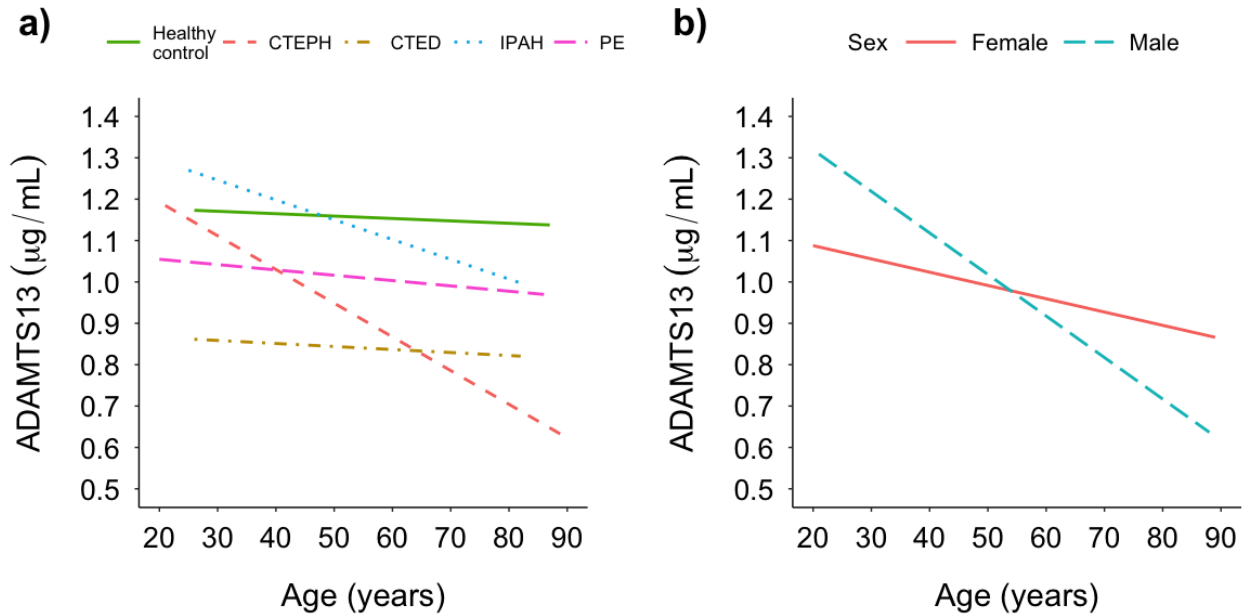 a)
Healthy
control
CTEPH
CTED
IPAH
PE
ADAMTS13 (μg/mL)
1.4
1.3
1.2
1.1
1.0
0.9
0.8
0.7
0.6
0.5
20 30 40 50 60 70 80 90
Age (years)
b)
Sex Female Male
ADAMTS13 (μg/mL)
1.4
1.3
1.2
1.1
1.0
0.9
0.8
0.7
0.6
0.5
20 30 40 50 60 70 80 90
Age (years)